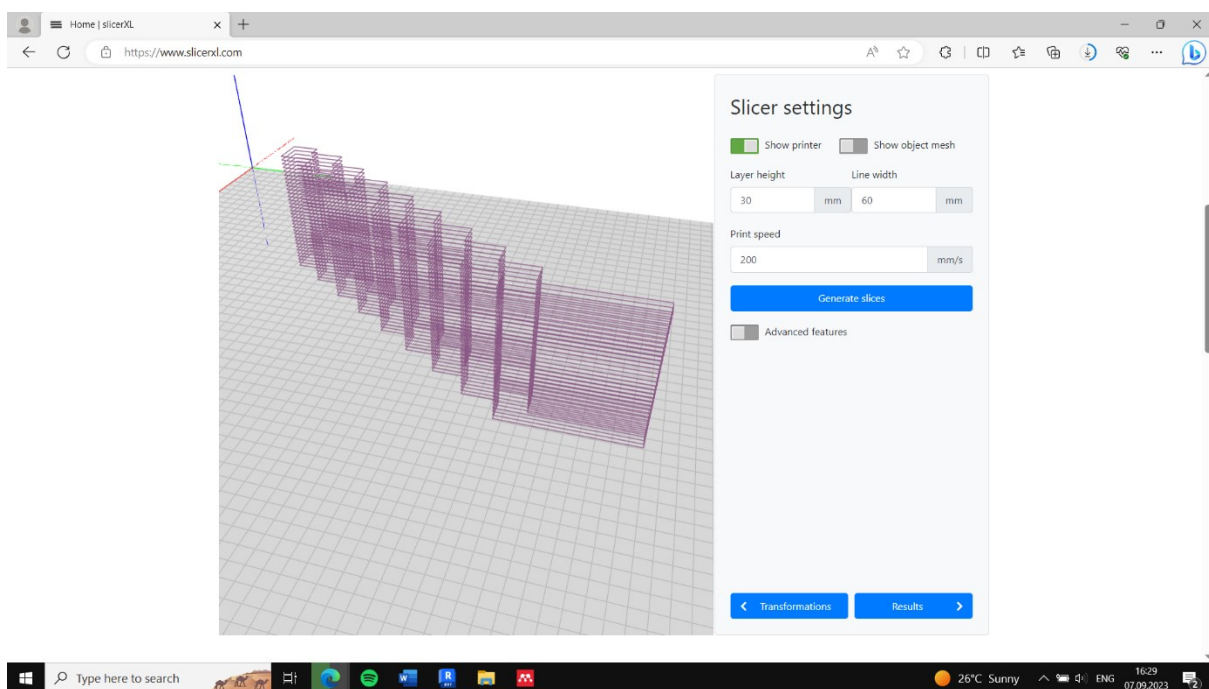 Home | slicerXL
https://www.slicerxl.com
Slicer settings
Show printer Show object mesh
Layer height Line width
30 mm 60 mm
Print speed
200 mm/s
Generate slices
Advanced features
Transformations Results
Type here to search
26°C Sunny ENG 16:29
07.09.2023